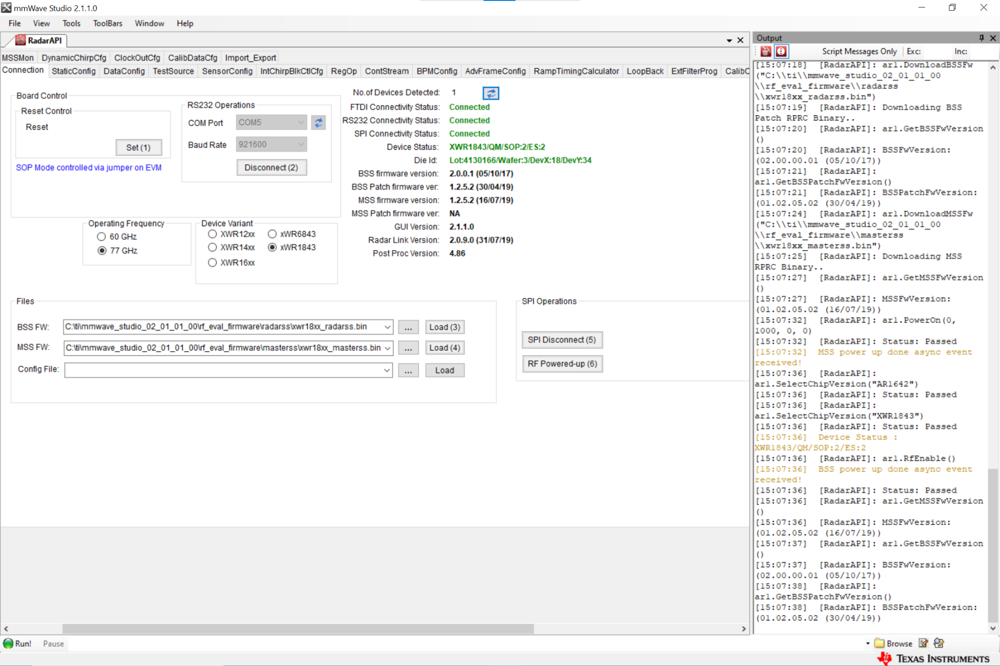 mmWave Studio 2.1.1.0
File View Tools ToolBars Window Help
RadarAPI
MSSMon DynamicChirpCfg ClockOutCfg CalibDataCfg Import_Export
Connection StaticConfig DataConfig TestSource SensorConfig IntChirpBlkCtlCfg RegOp ContStream BPMConfig AdvFrameConfig RampTimingCalculator LoopBack ExtFilterProg CalibC
Board Control
Reset Control
Reset
Set (1)
SOP Mode controlled via jumper on EVM
RS232 Operations
COM Port COM5
Baud Rate 921600
Disconnect (2)
No.of Devices Detected: 1
FTDI Connectivity Status: Connected
RS232 Connectivity Status: Connected
SPI Connectivity Status: Connected
Device Status: XWR1843/QM/SOP:2/ES:2
Die Id: Lot:4130166/Wafer:3/DevX:18/DevY:34
BSS firmware version: 2.0.0.1 (05/10/17)
BSS Patch firmware ver: 1.2.5.2 (30/04/19)
MSS firmware version: 1.2.5.2 (16/07/19)
MSS Patch firmware ver: NA
GUI Version: 2.1.1.0
Radar Link Version: 2.0.9.0 (31/07/19)
Post Proc Version: 4.86
Operating Frequency
60 GHz
77 GHz
Device Variant
XWR12xx xWR6843
XWR14xx xWR1843
XWR16xx
Files
BSS FW: C:\ti\mmwave_studio_02_01_01_00\rf_eval_firmware\radarss\xwr18xx_radarss.bin ... Load (3)
MSS FW: C:\ti\mmwave_studio_02_01_01_00\rf_eval_firmware\masterss\xwr18xx_masterss.bin ... Load (4)
Config File: ... Load
SPI Operations
SPI Disconnect (5)
RF Powered-up (6)
Output
Script Messages Only Exc: Inc:
[15:07:18] [RadarAPI]: ar1.DownloadBSSFw
("C:\\ti\\mmwave_studio_02_01_01_00
\\rf_eval_firmware\\radarss
\\xwr18xx_radarss.bin")
[15:07:19] [RadarAPI]: Downloading BSS
Patch RPRC Binary..
[15:07:20] [RadarAPI]: ar1.GetBSSFwVersion
()
[15:07:20] [RadarAPI]: BSSFwVersion:
(02.00.00.01 (05/10/17))
[15:07:21] [RadarAPI]:
ar1.GetBSSPatchFwVersion()
[15:07:21] [RadarAPI]: BSSPatchFwVersion:
(01.02.05.02 (30/04/19))
[15:07:24] [RadarAPI]: ar1.DownloadMSSFw
("C:\\ti\\mmwave_studio_02_01_01_00
\\rf_eval_firmware\\masterss
\\xwr18xx_masterss.bin")
[15:07:25] [RadarAPI]: Downloading MSS
RPRC Binary..
[15:07:27] [RadarAPI]: ar1.GetMSSFwVersion
()
[15:07:27] [RadarAPI]: MSSFwVersion:
(01.02.05.02 (16/07/19))
[15:07:32] [RadarAPI]: ar1.PowerOn(0,
1000, 0, 0)
[15:07:32] [RadarAPI]: Status: Passed
[15:07:32] MSS power up done async event
received!
[15:07:36] [RadarAPI]:
ar1.SelectChipVersion("AR1642")
[15:07:36] [RadarAPI]: Status: Passed
[15:07:36] [RadarAPI]:
ar1.SelectChipVersion("XWR1843")
[15:07:36] [RadarAPI]: Status: Passed
[15:07:36] Device Status :
XWR1843/QM/SOP:2/ES:2
[15:07:36] [RadarAPI]: ar1.RfEnable()
[15:07:36] BSS power up done async event
received!
[15:07:36] [RadarAPI]: Status: Passed
[15:07:36] [RadarAPI]: ar1.GetMSSFwVersion
()
[15:07:36] [RadarAPI]: MSSFwVersion:
(01.02.05.02 (16/07/19))
[15:07:37] [RadarAPI]: ar1.GetBSSFwVersion
()
[15:07:37] [RadarAPI]: BSSFwVersion:
(02.00.00.01 (05/10/17))
[15:07:38] [RadarAPI]:
ar1.GetBSSPatchFwVersion()
[15:07:38] [RadarAPI]: BSSPatchFwVersion:
(01.02.05.02 (30/04/19))
Run! Pause
Browse
TEXAS INSTRUMENTS